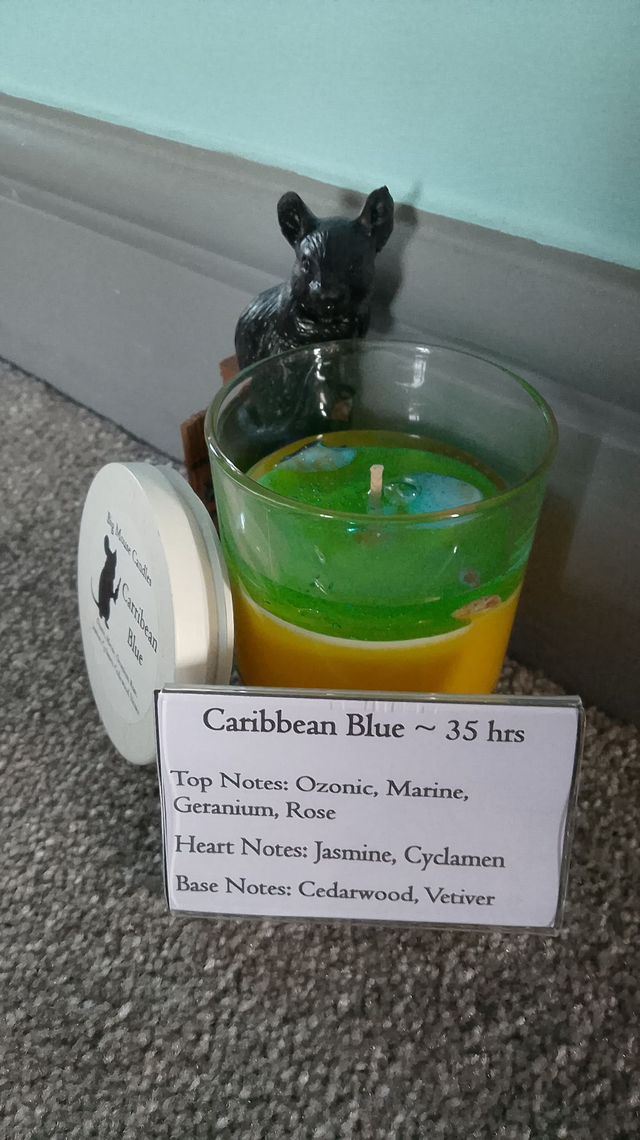 Big Mouse Candles
Carribean
Blue
Caribbean Blue ~ 35 hrs
Top Notes: Ozonic, Marine,
Geranium, Rose
Heart Notes: Jasmine, Cyclamen
Base Notes: Cedarwood, Vetiver